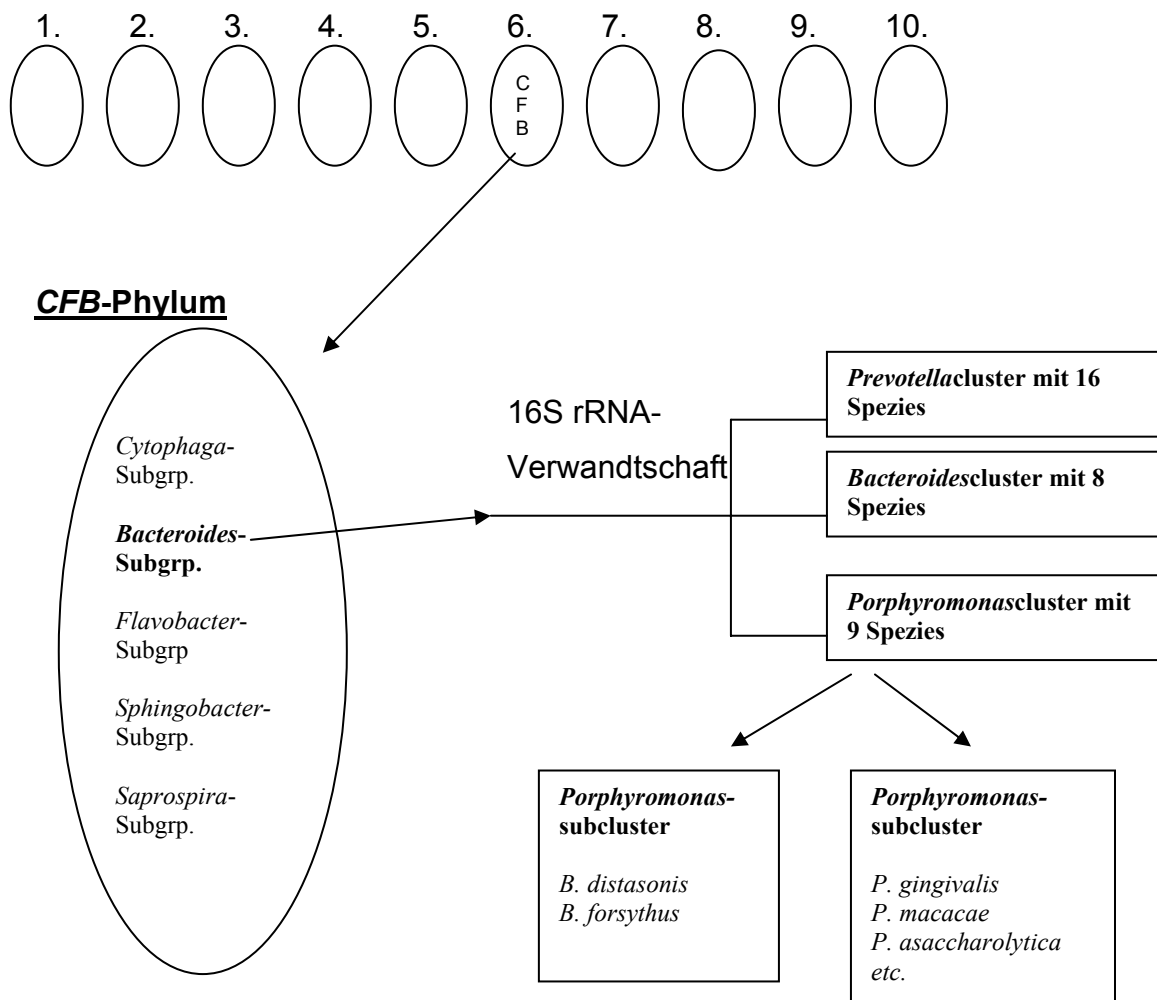 1. 2. 3. 4. 5. 6. 7. 8. 9. 10.
C
F
B
CFB-Phylum
Cytophaga-
Subgrp.
Bacteroides-
Subgrp.
Flavobacter-
Subgrp
Sphingobacter-
Subgrp.
Saprospira-
Subgrp.
16S rRNA-
Verwandtschaft
Prevotellacluster mit 16
Spezies
Bacteroidescluster mit 8
Spezies
Porphyromonascluster mit
9 Spezies
Porphyromonas-
subcluster
B. distasonis
B. forsythus
Porphyromonas-
subcluster
P. gingivalis
P. macacae
P. asaccharolytica
etc.